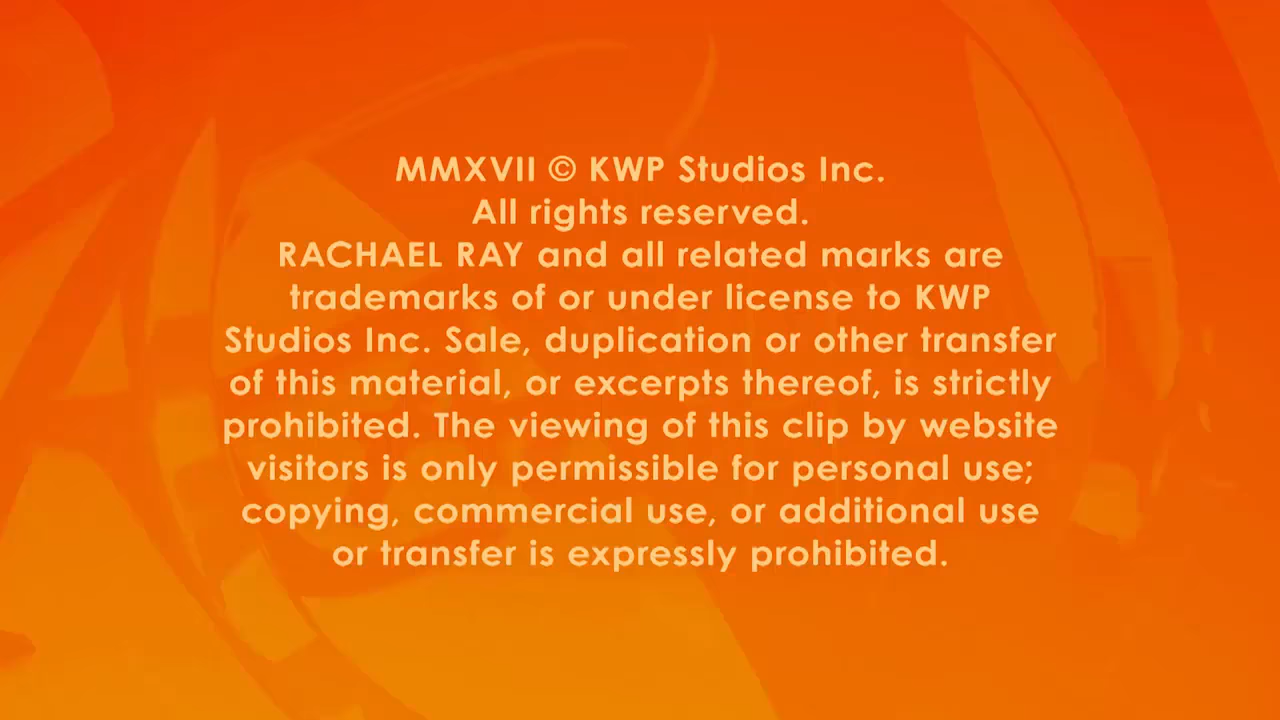 MMXVII © KWP Studios Inc.
All rights reserved.
RACHAEL RAY and all related marks are
trademarks of or under license to KWP
Studios Inc. Sale, duplication or other transfer
of this material, or excerpts thereof, is strictly
prohibited. The viewing of this clip by website
visitors is only permissible for personal use;
copying, commercial use, or additional use
or transfer is expressly prohibited.